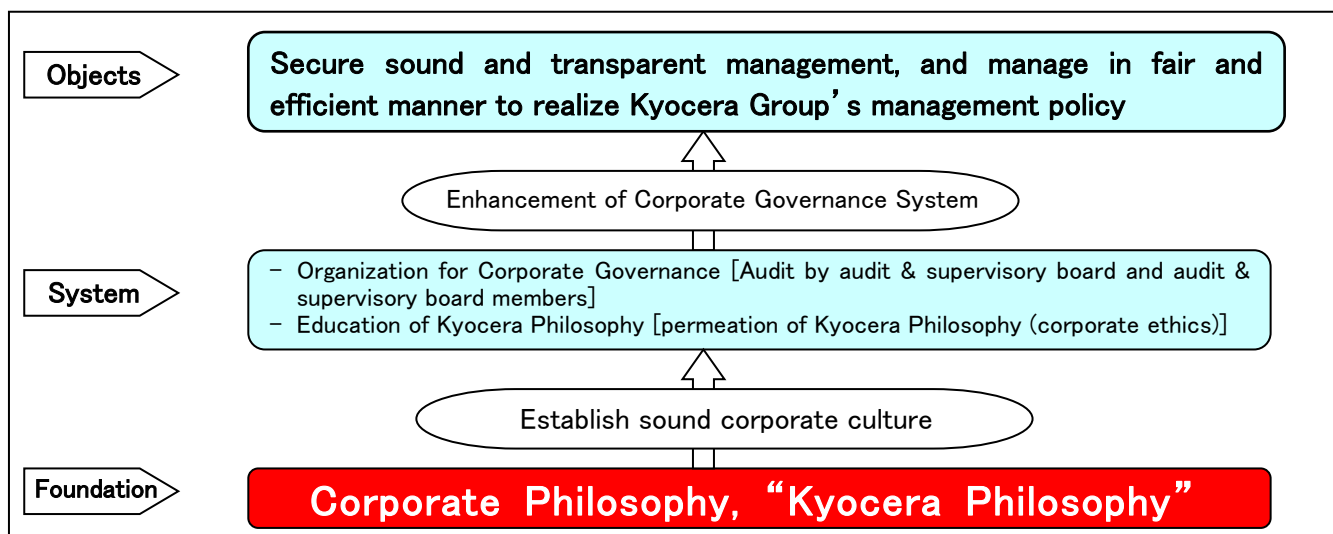 Objects
Secure sound and transparent management, and manage in fair and
efficient manner to realize Kyocera Group’s management policy
Enhancement of Corporate Governance System
System
－ Organization for Corporate Governance [Audit by audit & supervisory board and audit &
supervisory board members]
－ Education of Kyocera Philosophy [permeation of Kyocera Philosophy (corporate ethics)]
Establish sound corporate culture
Foundation
Corporate Philosophy, “Kyocera Philosophy”